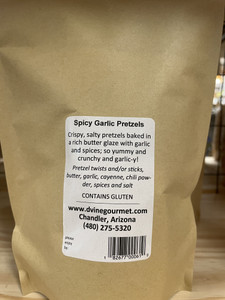 Spicy Garlic Pretzels
Crispy, salty pretzels baked in
a rich butter glaze with garlic
and spices; so yummy and
crunchy and garlic-y!
Pretzel twists and/or sticks,
butter, garlic, cayenne, chili pow-
der, spices and salt
CONTAINS GLUTEN
www.dvinegourmet.com
Chandler, Arizona
(480) 275-5320